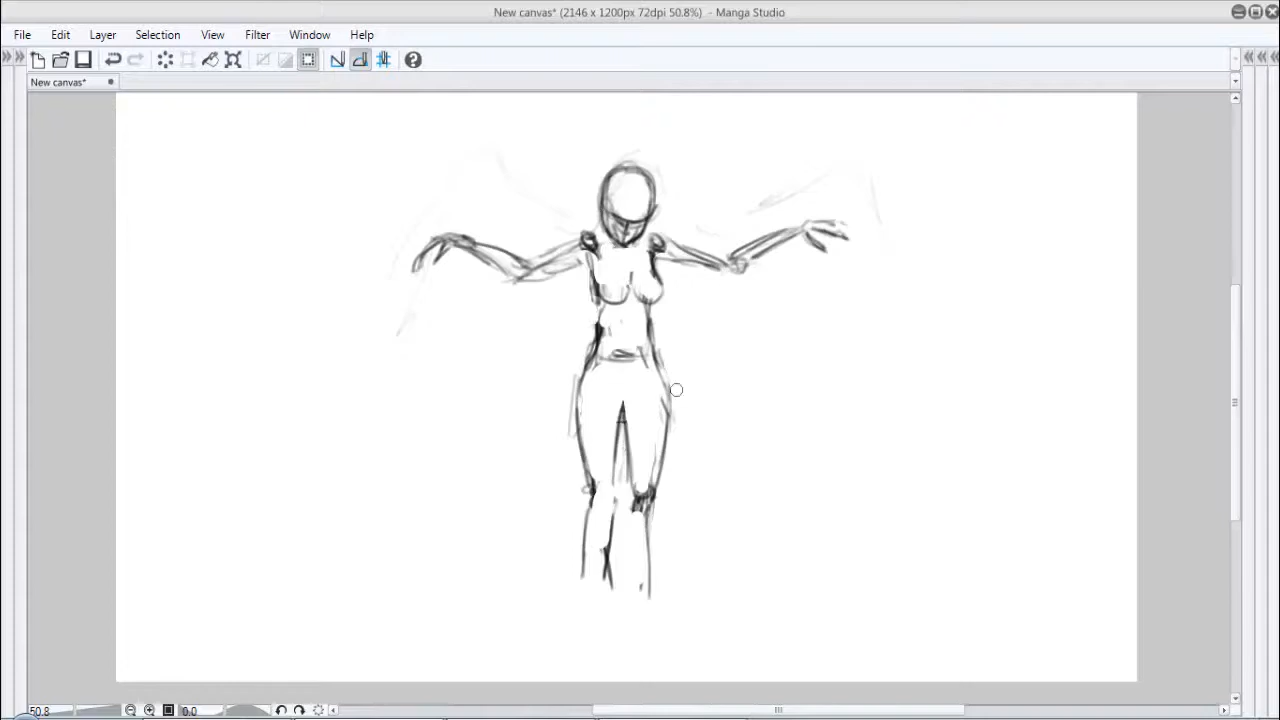 New canvas* (2146 x 1200px 72dpi 50.8%) - Manga Studio
File Edit Layer Selection View Filter Window Help
New canvas*
50.8 0.0